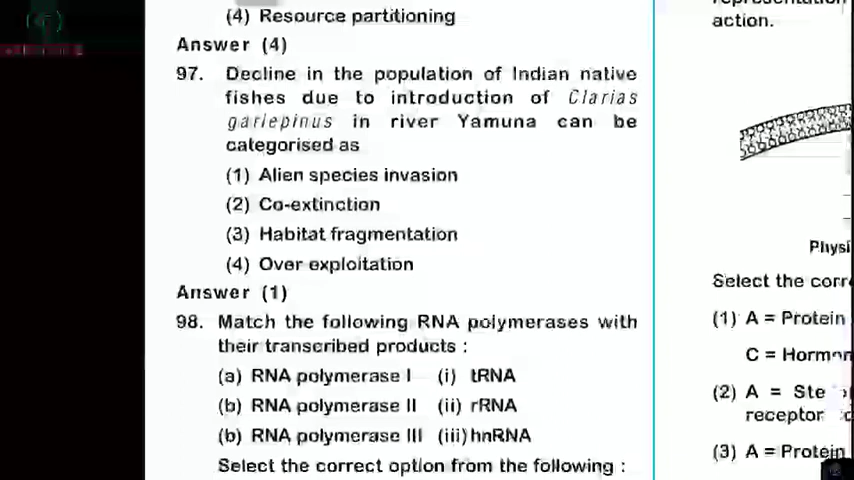 (4) Resource partitioning
Answer (4)
97. Decline in the population of Indian native
fishes due to introduction of Clarias
gariepinus in river Yamuna can be
categorised as
(1) Alien species invasion
(2) Co-extinction
(3) Habitat fragmentation
(4) Over exploitation
Answer (1)
98. Match the following RNA polymerases with
their transcribed products :
(a) RNA polymerase I (i) tRNA
(b) RNA polymerase II (ii) rRNA
(b) RNA polymerase III (iii) hnRNA
Select the correct option from the following :
action.
Physi
Select the corr
(1) A = Protein
C = Hormon
(2) A = Ste
receptor
(3) A = Protein